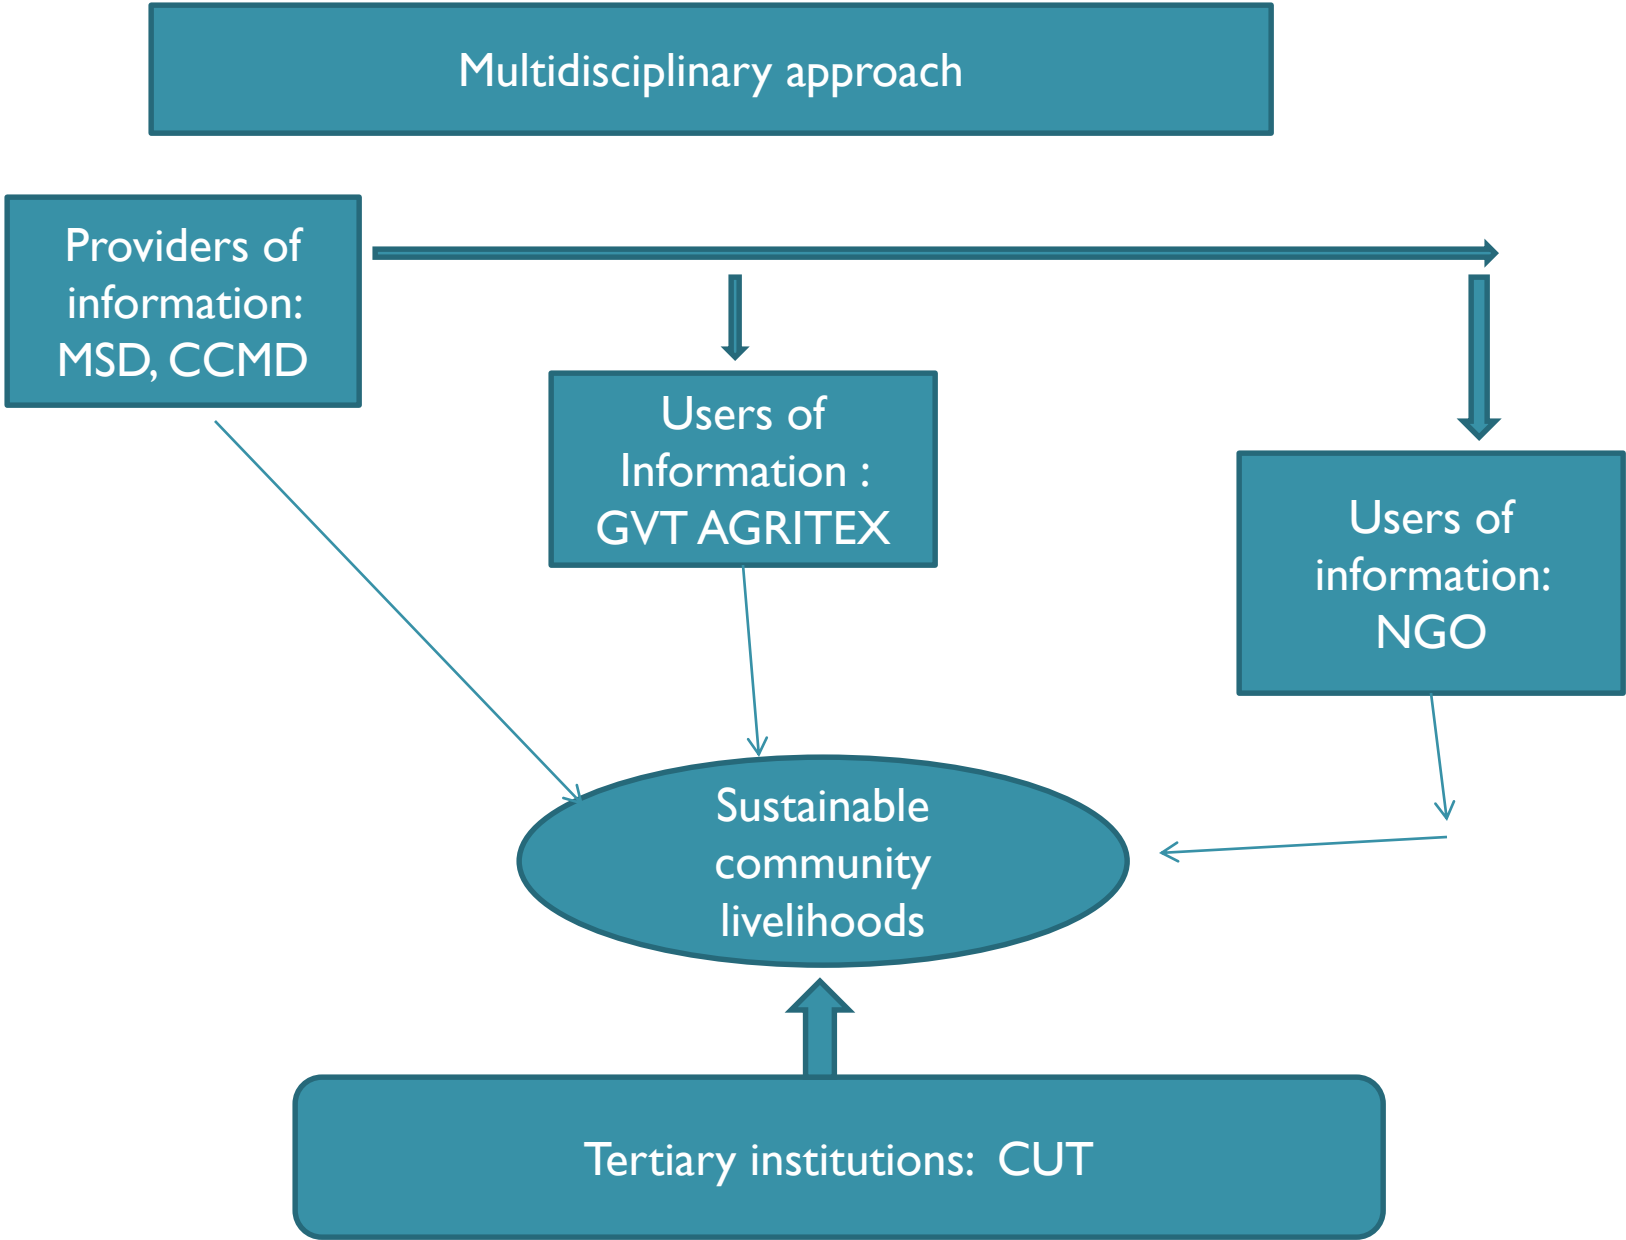 Multidisciplinary approach
Providers of
information:
MSD, CCMD
Users of
Information :
GVT AGRITEX
Users of
information:
NGO
Sustainable
community
livelihoods
Tertiary institutions:  CUT